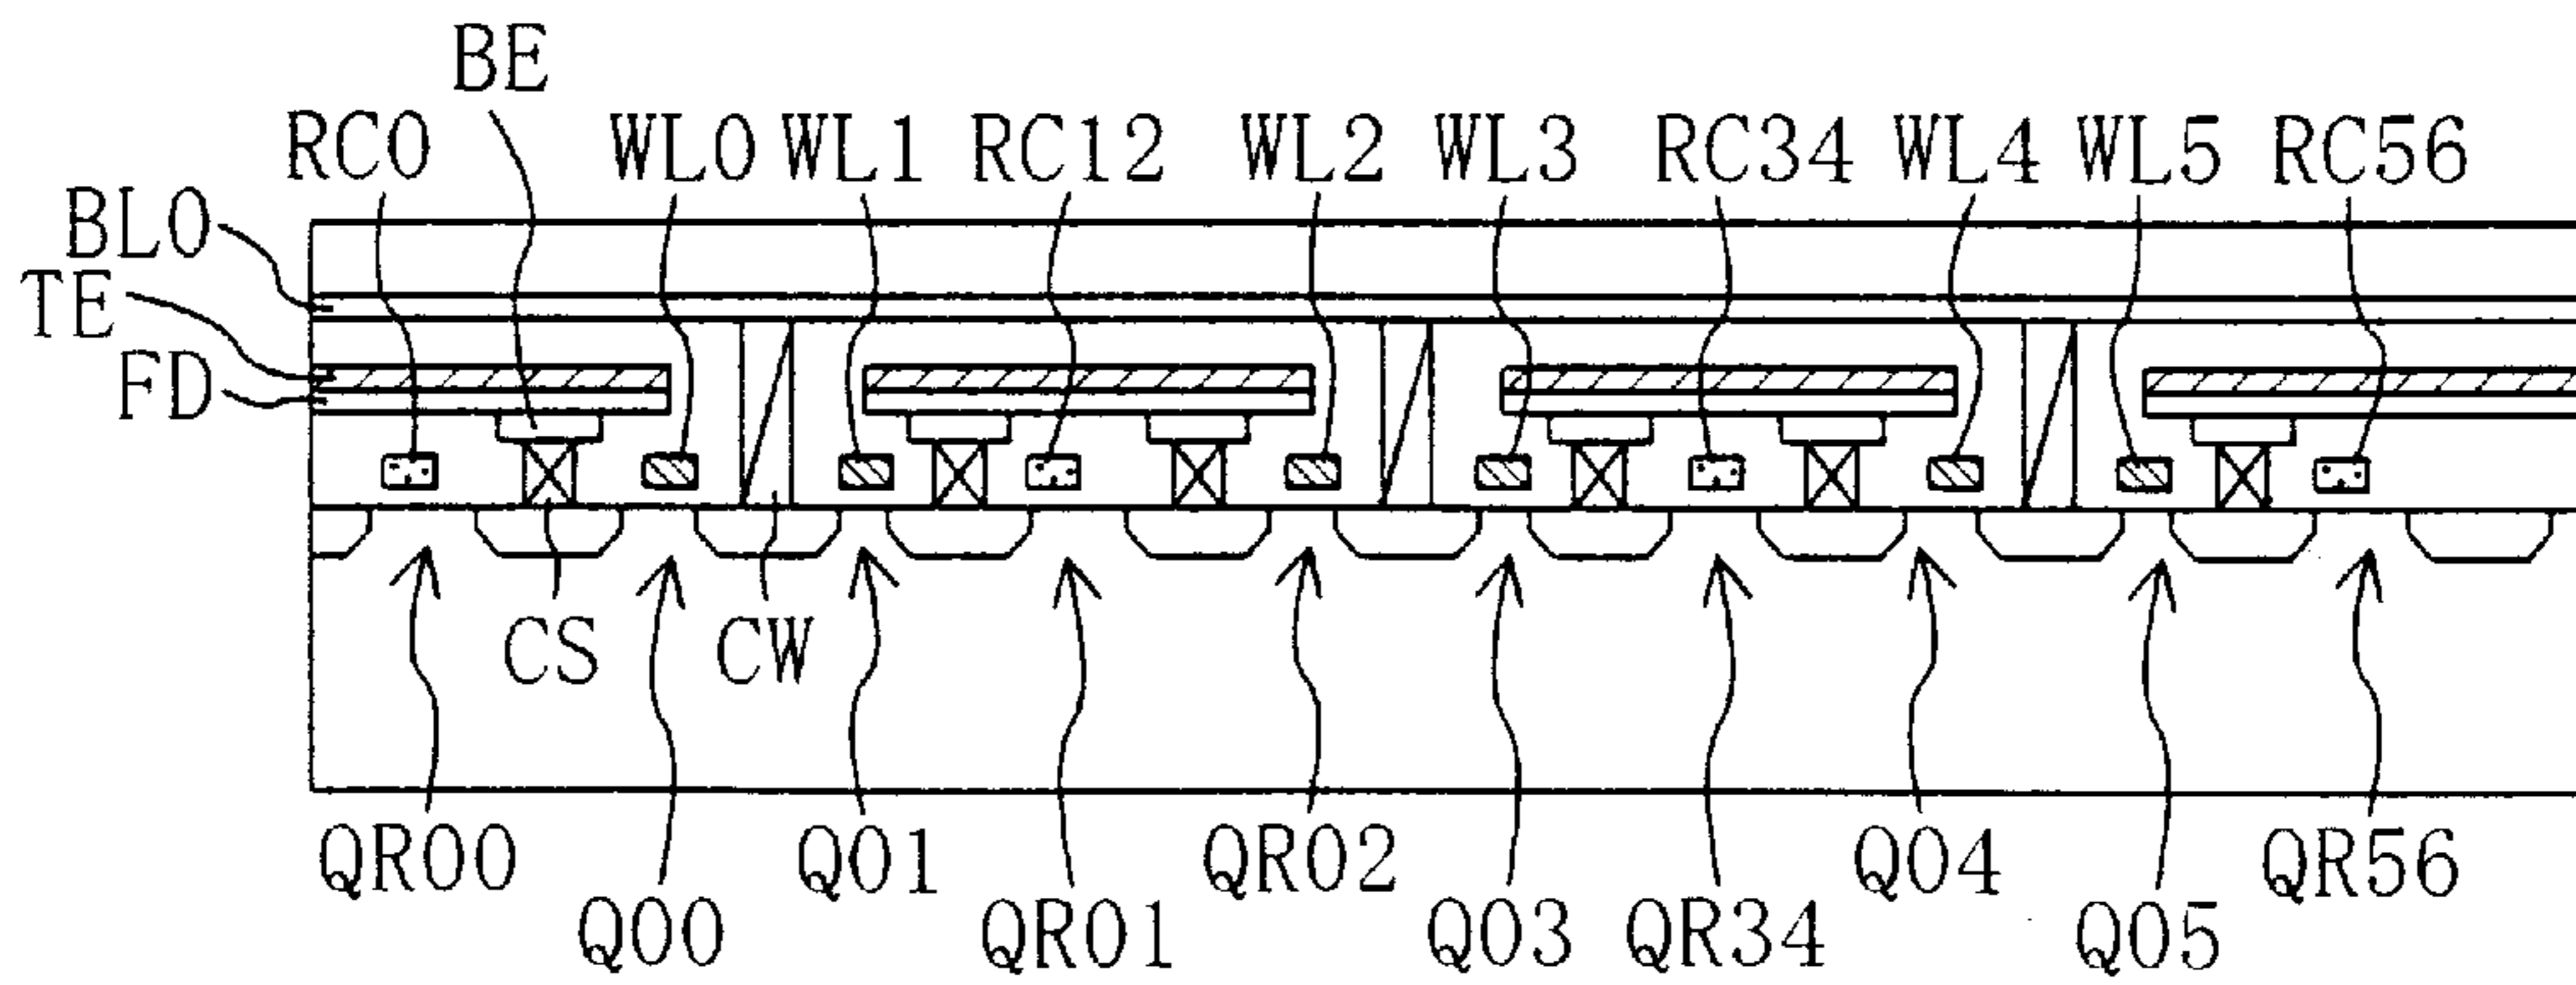 BE
RC0 WL0 WL1 RC12 WL2 WL3 RC34 WL4 WL5 RC56
BL0
TE
FD
CS CW
QR00 Q01 QR02 Q04 QR56
Q00 QR01 Q03 QR34 Q05